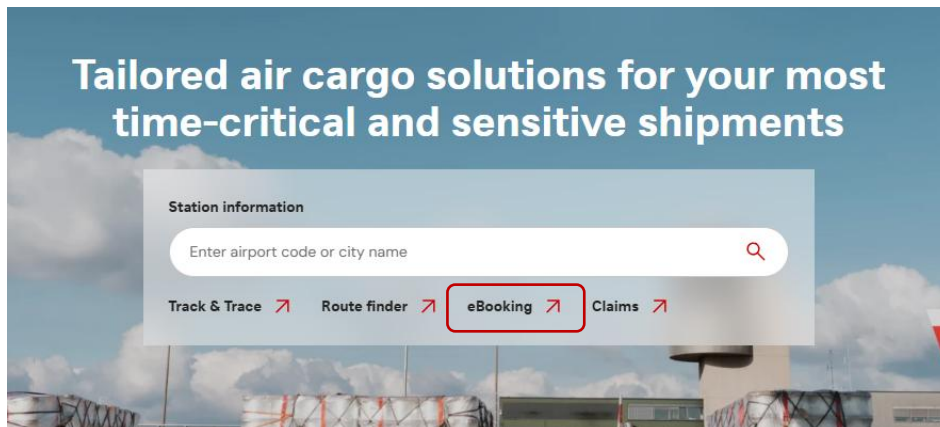 Tailored air cargo solutions for your most
time-critical and sensitive shipments
Station information
Enter airport code or city name
Track & Trace Route finder eBooking Claims